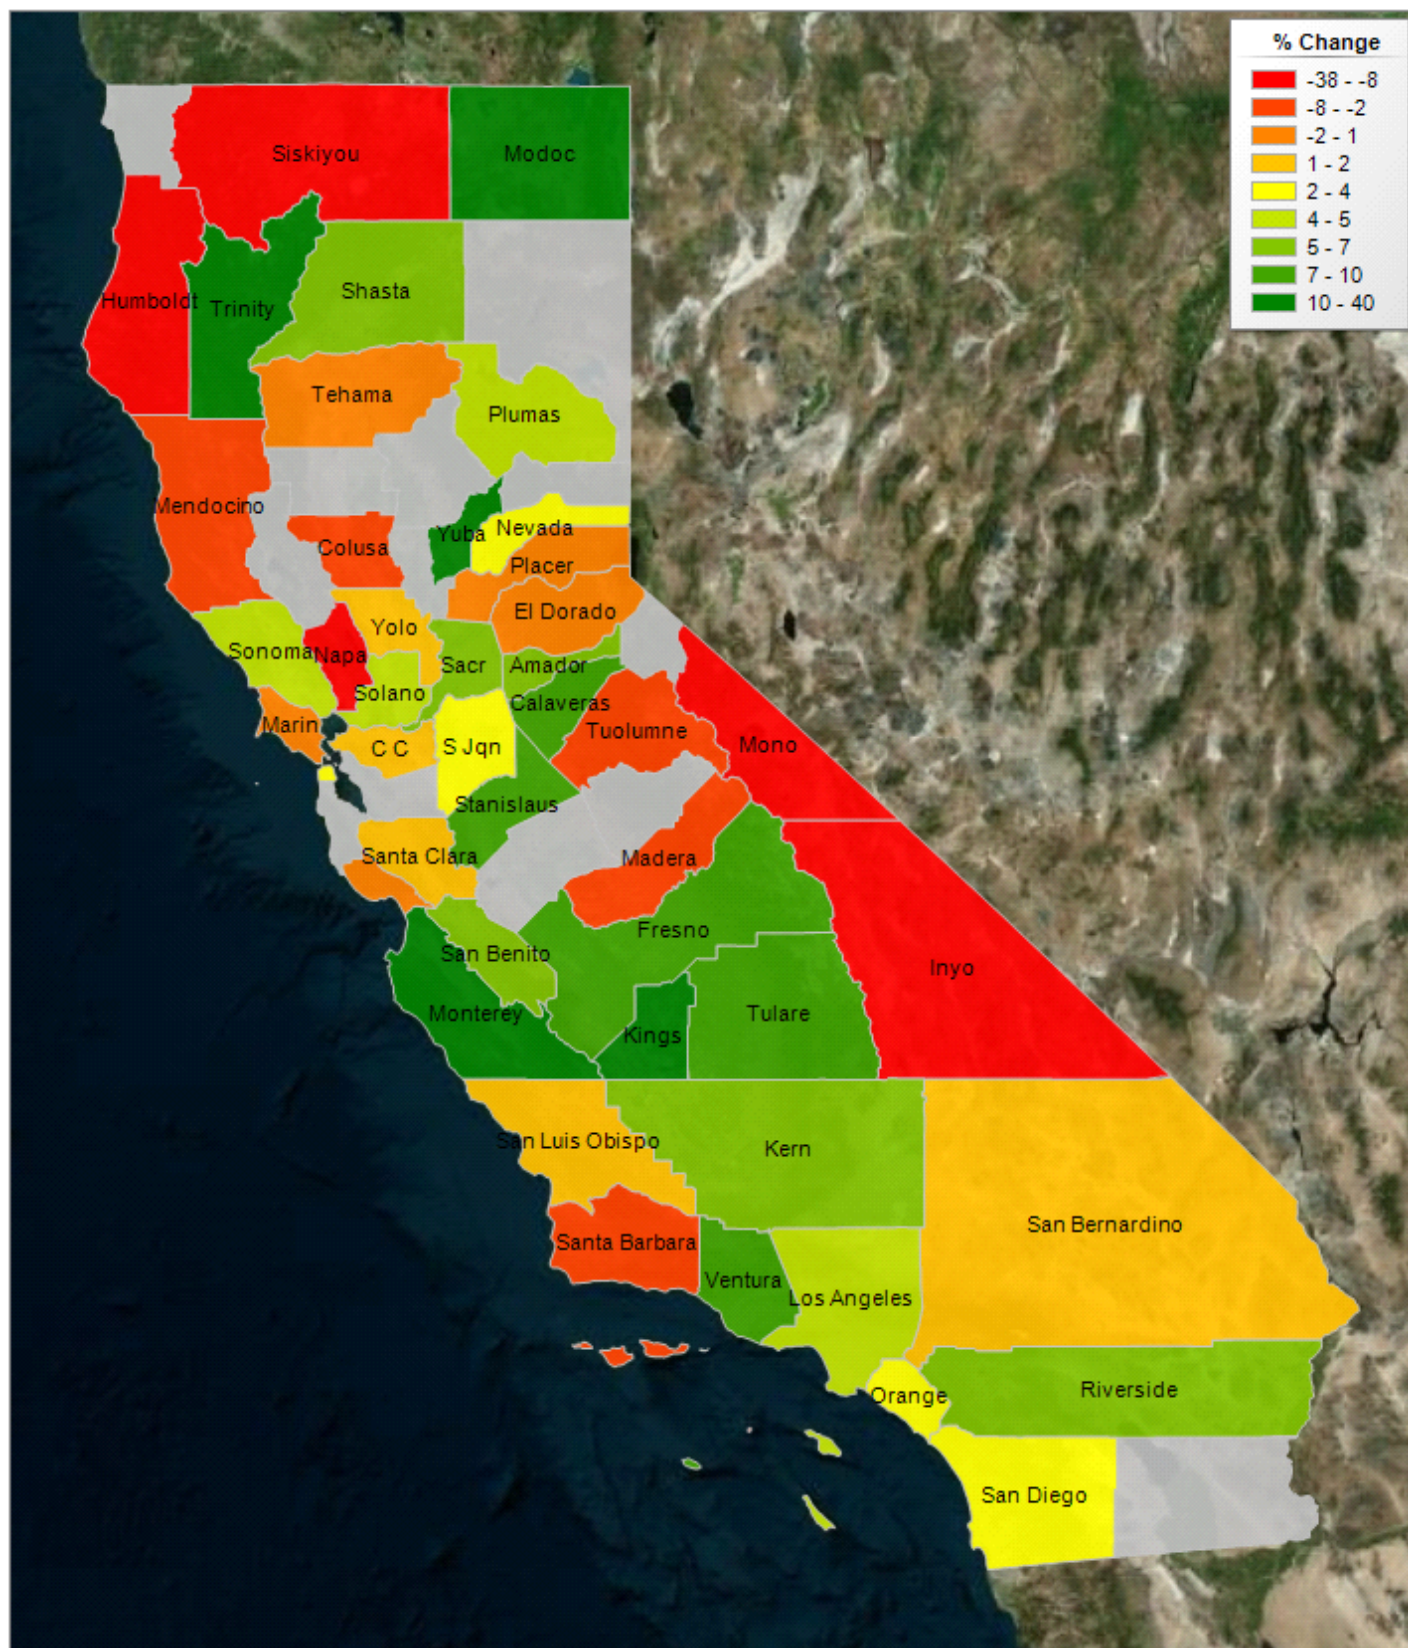 % Change
-38 - -8
-8 - -2
-2 - 1
1 - 2
2 - 4
4 - 5
5 - 7
7 - 10
10 - 40
Siskiyou
Modoc
Humboldt
Trinity
Shasta
Tehama
Plumas
Mendocino
Colusa
Yuba
Nevada
Placer
El Dorado
Yolo
Sonoma
Napa
Sacr
Amador
Solano
Calaveras
Marin
C C
S Jqn
Tuolumne
Mono
Stanislaus
Santa Clara
Madera
Fresno
San Benito
Inyo
Monterey
Kings
Tulare
San Luis Obispo
Kern
San Bernardino
Santa Barbara
Ventura
Los Angeles
Orange
Riverside
San Diego